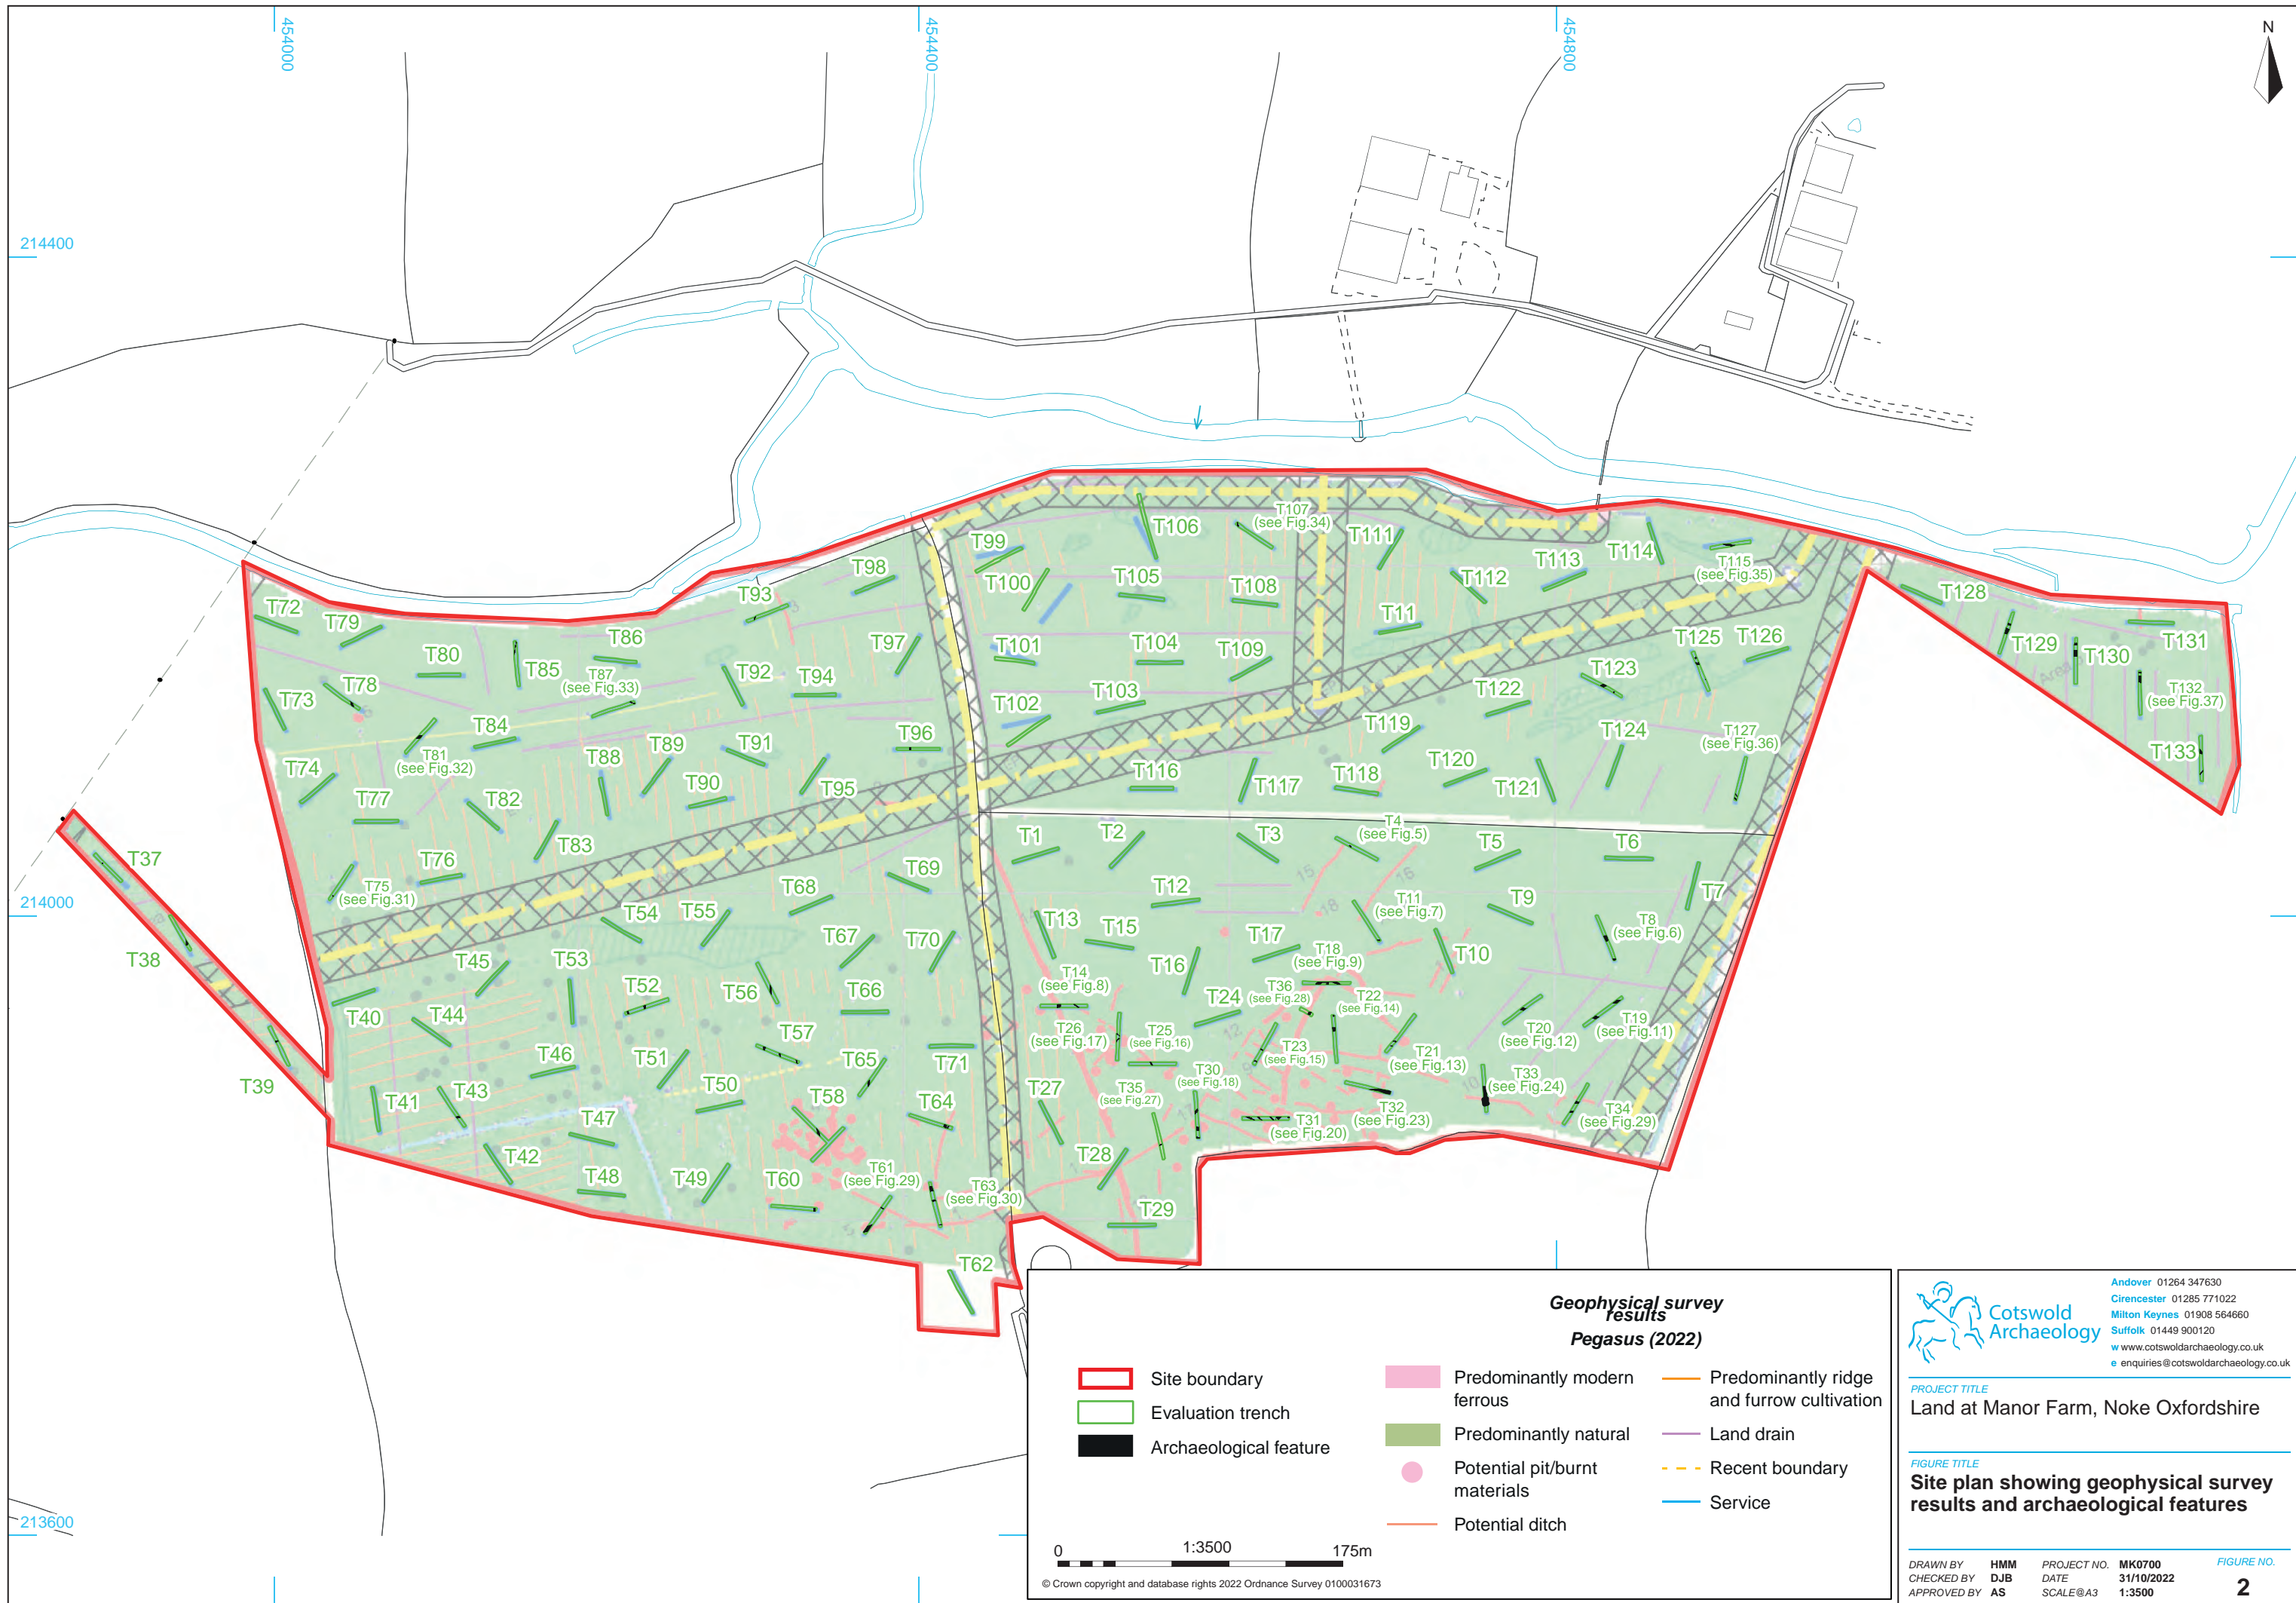 454000
454400
454800
N
214400
214000
213600
T99
T106
T107
(see Fig.34)
T111
T113
T114
T115
(see Fig.35)
T98
T100
T105
T108
T112
T128
T72
T79
T93
T11
T129
T130
T131
T86
T97
T101
T104
T109
T125
T126
T80
T85
T87
(see Fig.33)
T92
T94
T123
T132
(see Fig.37)
T73
T78
T102
T103
T122
T81
(see Fig.32)
T84
T96
T119
T124
T127
(see Fig.36)
T133
T74
T88
T89
T91
T116
T117
T118
T120
T121
T77
T82
T90
T95
T83
T1
T2
T3
T4
(see Fig.5)
T5
T6
T37
T76
T75
(see Fig.31)
T69
T12
T7
T68
15
16
18
T11
(see Fig.7)
T9
T54
T55
T13
T15
T8
(see Fig.6)
T38
T45
T53
T67
T70
T16
T17
T18
(see Fig.9)
T10
T52
T56
T66
T14
(see Fig.8)
T36
(see Fig.28)
T22
(see Fig.14)
T40
T44
T24
12
T26
(see Fig.17)
T25
(see Fig.16)
T23
(see Fig.15)
T20
(see Fig.12)
T19
(see Fig.11)
T57
T71
T21
(see Fig.13)
T39
T46
T51
T65
T30
(see Fig.18)
T33
(see Fig.24)
10
T41
T43
T50
T58
T64
T27
T35
(see Fig.27)
T31
(see Fig.20)
T32
(see Fig.23)
T34
(see Fig.29)
T47
T42
T48
T49
T60
T61
(see Fig.29)
T63
(see Fig.30)
T28
T29
T62
Geophysical survey
results
Pegasus (2022)
Site boundary
Evaluation trench
Archaeological feature
Predominantly modern
ferrous
Predominantly natural
Potential pit/burnt
materials
Potential ditch
Predominantly ridge
and furrow cultivation
Land drain
Recent boundary
Service
0 1:3500 175m
© Crown copyright and database rights 2022 Ordnance Survey 0100031673
Cotswold
Archaeology
Andover 01264 347630
Cirencester 01285 771022
Milton Keynes 01908 564660
Suffolk 01449 900120
w www.cotswoldarchaeology.co.uk
e enquiries@cotswoldarchaeology.co.uk
PROJECT TITLE
Land at Manor Farm, Noke Oxfordshire
FIGURE TITLE
Site plan showing geophysical survey
results and archaeological features
DRAWN BY HMM PROJECT NO. MK0700 FIGURE NO.
CHECKED BY DJB DATE 31/10/2022
APPROVED BY AS SCALE@A3 1:3500 2